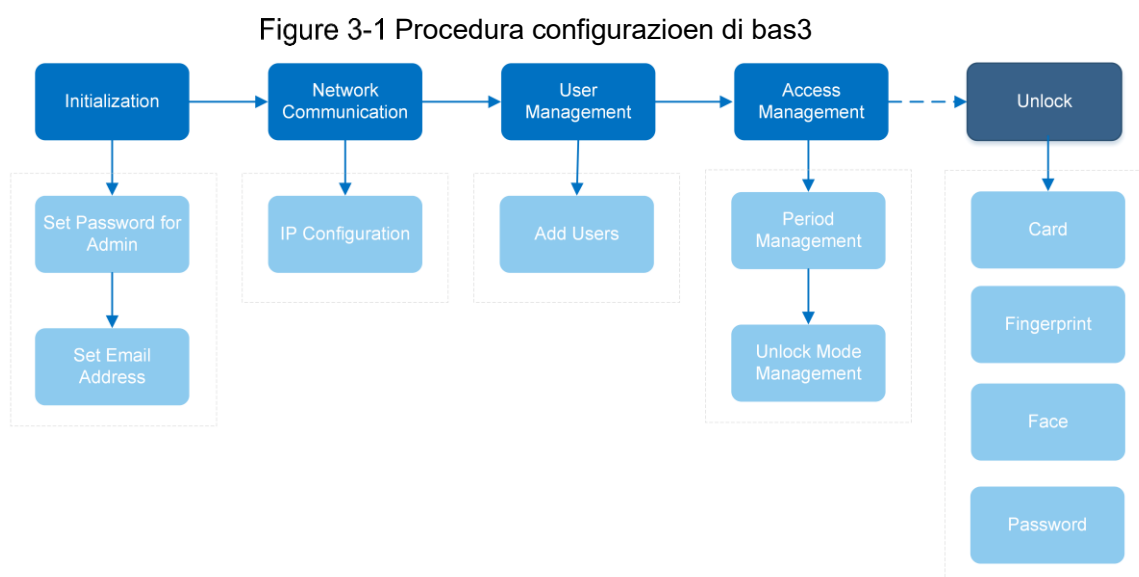 Figure 3-1 Procedura configurazioen di bas3
Initialization
Network
Communication
User
Management
Access
Management
Unlock
Set Password for
Admin
Set Email
Address
IP Configuration
Add Users
Period
Management
Unlock Mode
Management
Card
Fingerprint
Face
Password